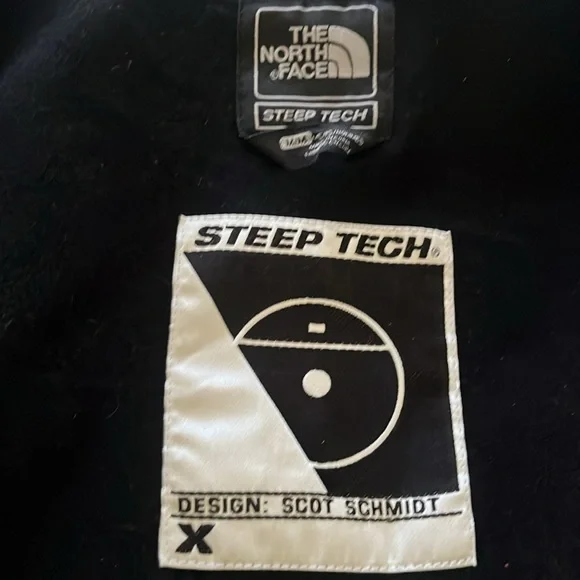 THE
NORTH
FACE
STEEP TECH
STEEP TECH®
DESIGN: SCOT SCHMIDT
X